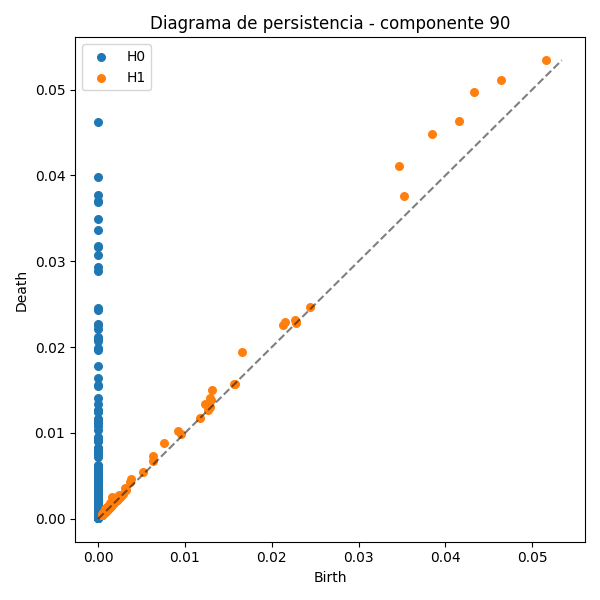 Diagrama de persistencia - componente 90
H0
H1
0.05
0.04
0.03
0.02
0.01
0.00
Death
0.00 0.01 0.02 0.03 0.04 0.05
Birth